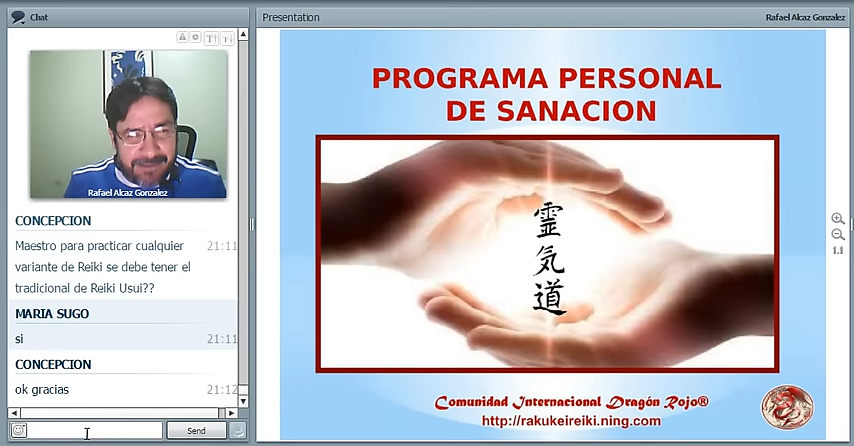 Chat
Rafael Alcaz Gonzalez
CONCEPCION
Maestro para practicar cualquier 21:11
variante de Reiki se debe tener el
tradicional de Reiki Usui??
MARIA SUGO
si 21:11
CONCEPCION
ok gracias 21:12
Send
Presentation
Rafael Alcaz Gonzalez
PROGRAMA PERSONAL
DE SANACION
霊
気
道
Comunidad Internacional Dragón Rojo®
http://rakukeireiki.ning.com
1.1